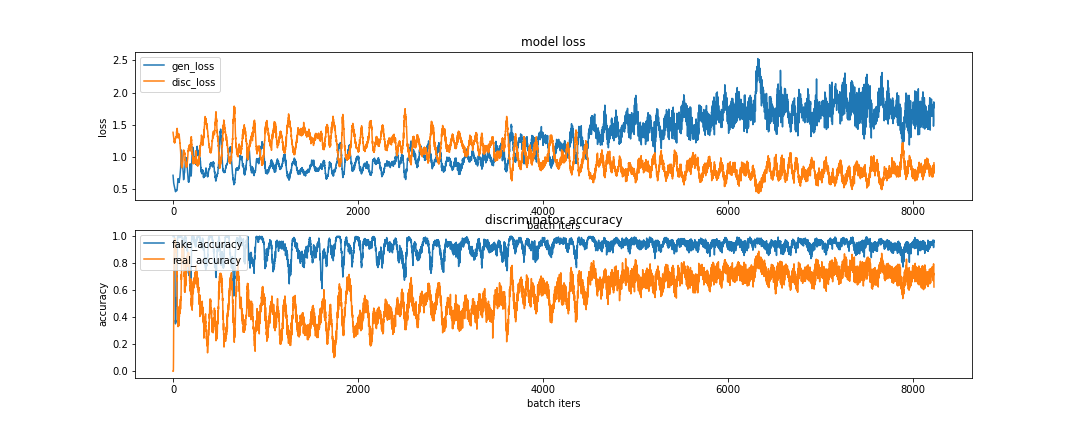 model loss
2.5
2.0
1.5
1.0
0.5
loss
gen_loss
disc_loss
0 2000 4000 6000 8000
batch iters
discriminator accuracy
1.0
0.8
0.6
0.4
0.2
0.0
accuracy
fake_accuracy
real_accuracy
0 2000 4000 6000 8000
batch iters